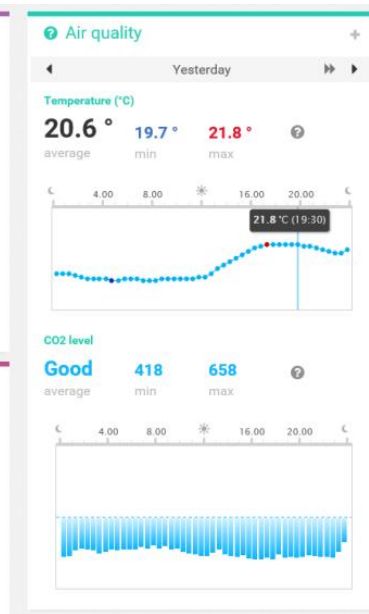 Air quality
Yesterday
Temperature (°C)
20.6 ° 19.7 ° 21.8 °
average min max
4.00 8.00 16.00 20.00
21.8 °C (19:30)
CO2 level
Good 418 658
average min max
4.00 8.00 16.00 20.00